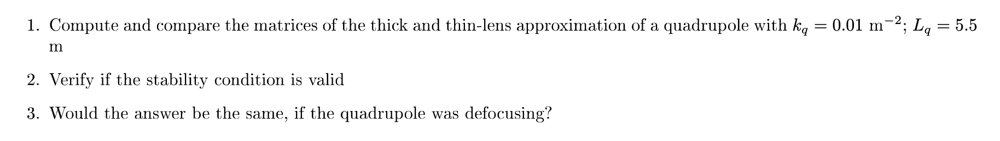 1. Compute and compare the matrices of the thick and thin-lens approximation of a quadrupole with $k_q = 0.01$ m$^{-2}$; $L_q = 5.5$
m
2. Verify if the stability condition is valid
3. Would the answer be the same, if the quadrupole was defocusing?